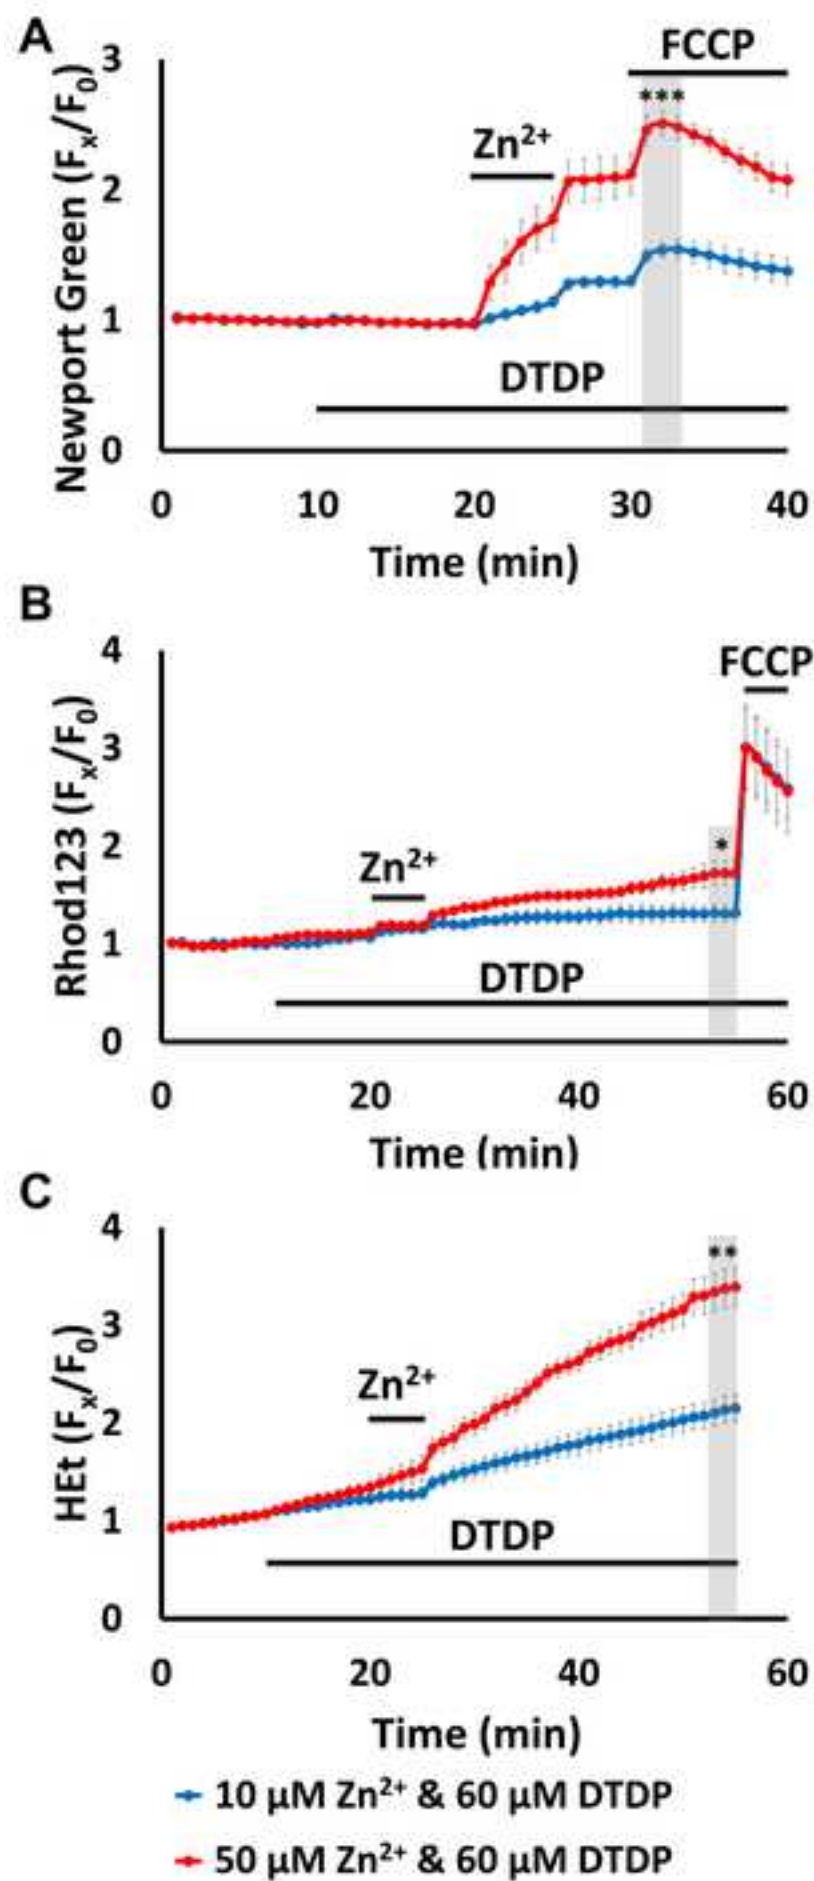 A
FCCP
3
***
Zn²⁺
2
Newport Green (Fₓ/F₀)
1
DTDP
0
0 10 20 30 40
Time (min)
B
4
FCCP
3
Rhod123 (Fₓ/F₀)
2
*
Zn²⁺
1
DTDP
0
0 20 40 60
Time (min)
C
4
**
3
HEt (Fₓ/F₀)
Zn²⁺
2
1
DTDP
0
0 20 40 60
Time (min)
10 µM Zn²⁺ & 60 µM DTDP
50 µM Zn²⁺ & 60 µM DTDP